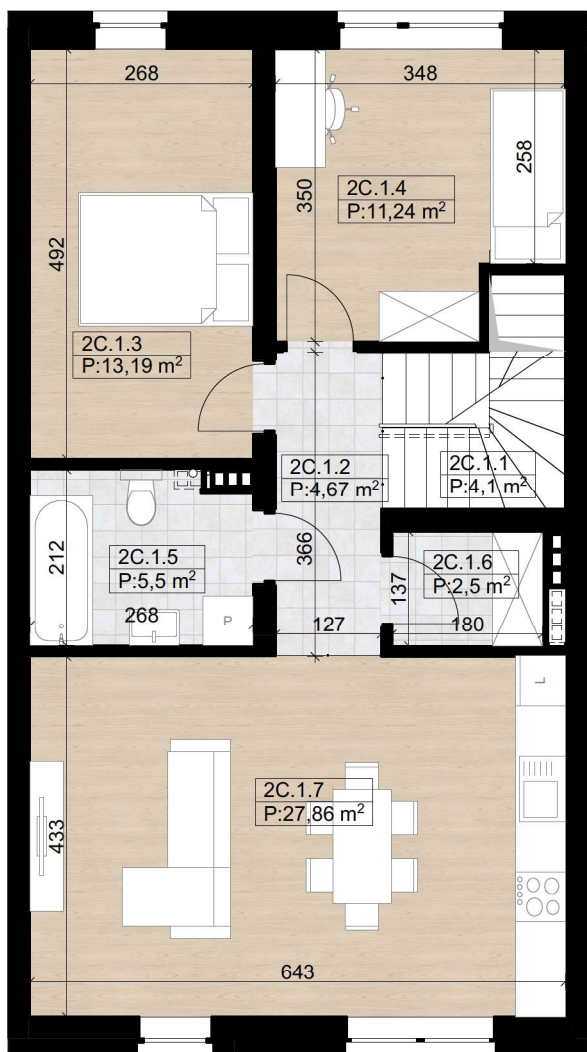 268
348
258
2C.1.4
P:11,24 m²
350
492
2C.1.3
P:13,19 m²
2C.1.2
P:4,67 m²
2C.1.1
P:4,1 m²
212
2C.1.5
P:5,5 m²
366
2C.1.6
P:2,5 m²
137
268
P
127
180
L
2C.1.7
P:27,86 m²
433
643